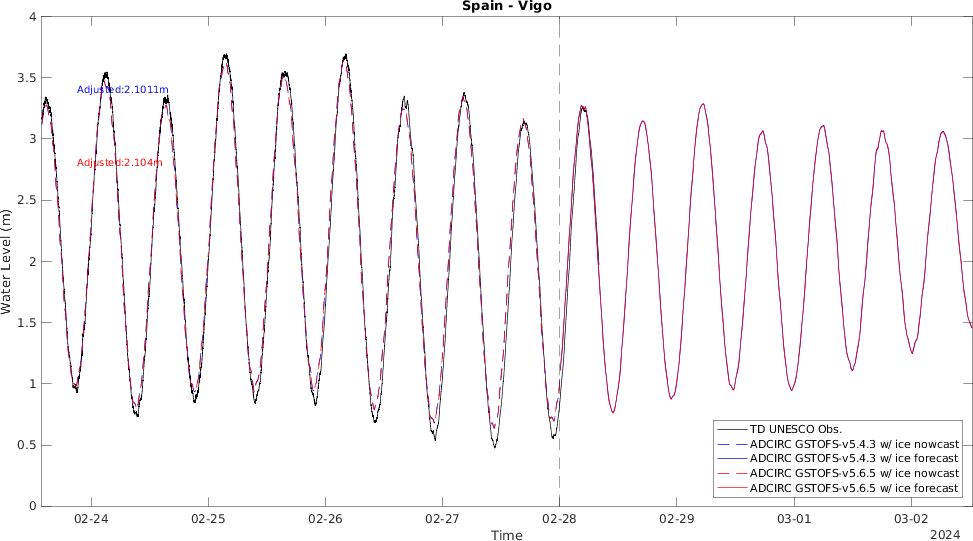 Spain - Vigo
4
3.5
3
2.5
2
1.5
1
0.5
0
Water Level (m)
Adjusted:2.1011m
Adjusted:2.104m
TD UNESCO Obs.
ADCIRC GSTOFS-v5.4.3 w/ ice nowcast
ADCIRC GSTOFS-v5.4.3 w/ ice forecast
ADCIRC GSTOFS-v5.6.5 w/ ice nowcast
ADCIRC GSTOFS-v5.6.5 w/ ice forecast
02-24 02-25 02-26 02-27 02-28 02-29 03-01 03-02
Time
2024